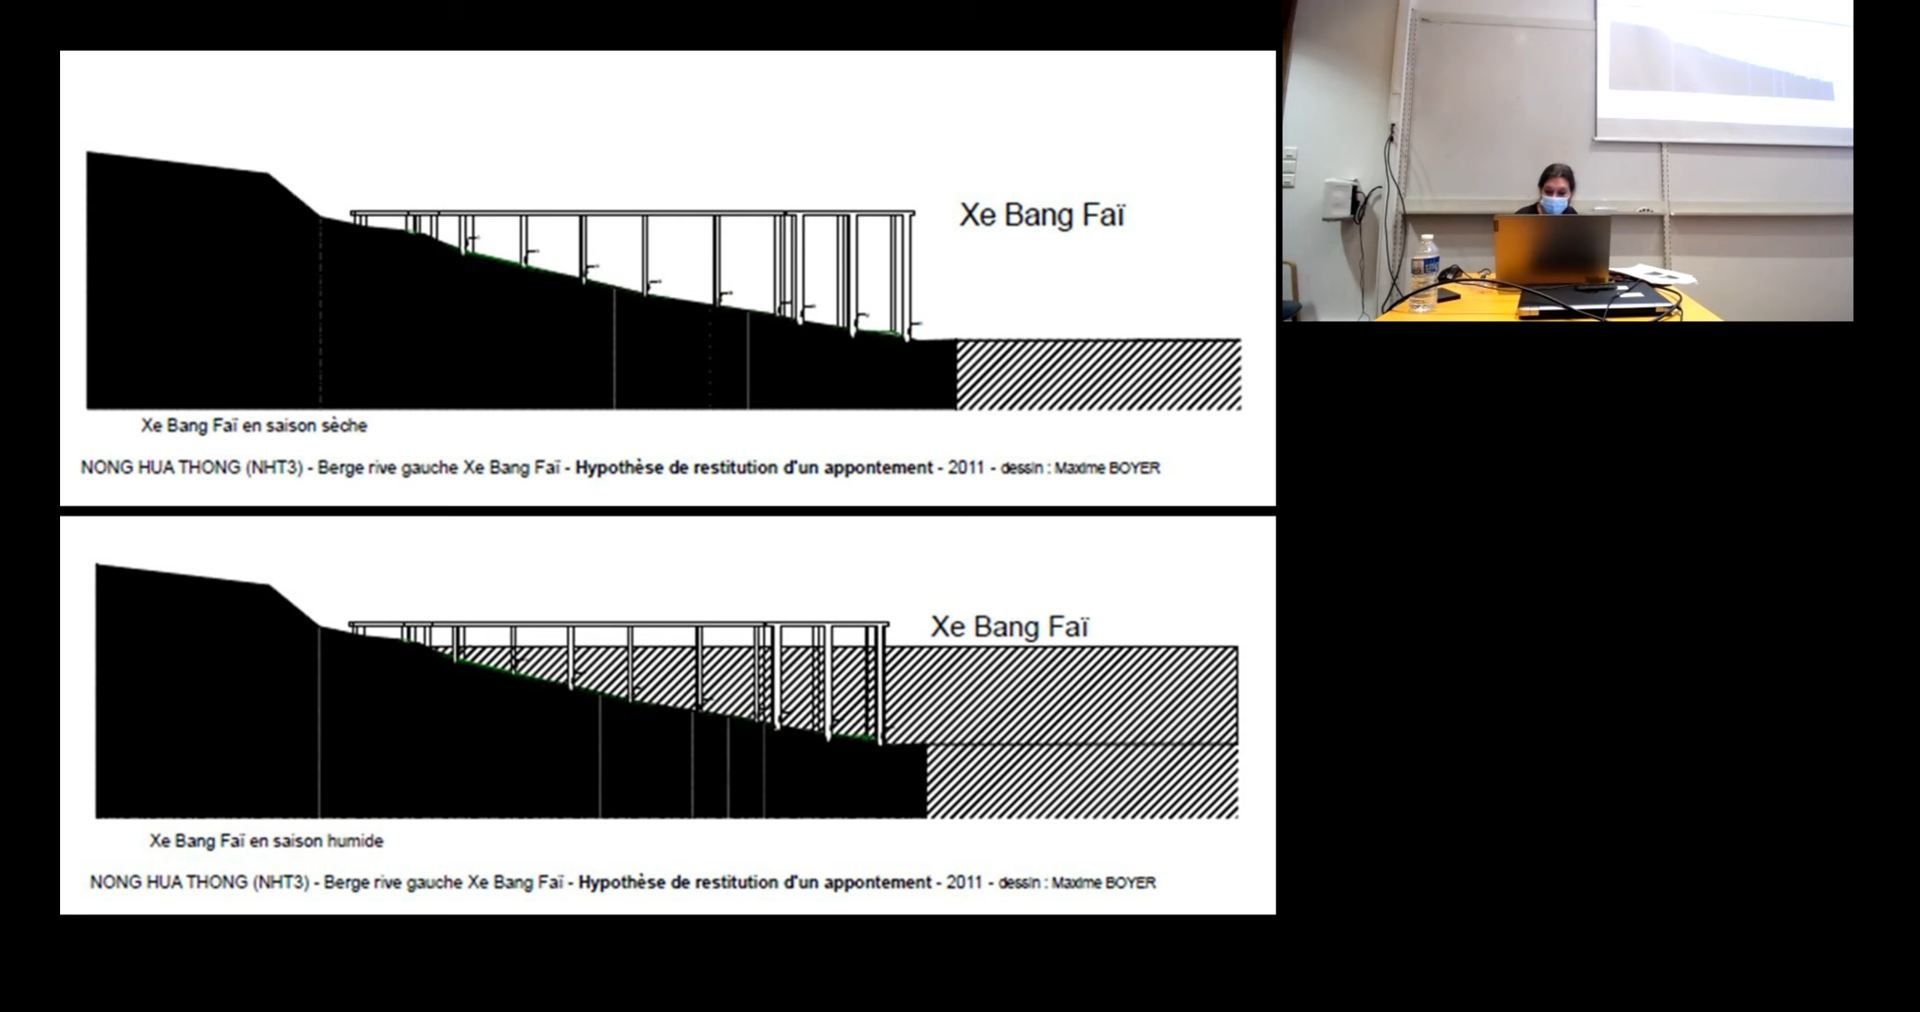 Xe Bang Faï
Xe Bang Faï en saison sèche
NONG HUA THONG (NHT3) - Berge rive gauche Xe Bang Faï - Hypothèse de restitution d'un appontement - 2011 - dessin : Maxime BOYER
Xe Bang Faï
Xe Bang Faï en saison humide
NONG HUA THONG (NHT3) - Berge rive gauche Xe Bang Faï - Hypothèse de restitution d'un appontement - 2011 - dessin : Maxime BOYER